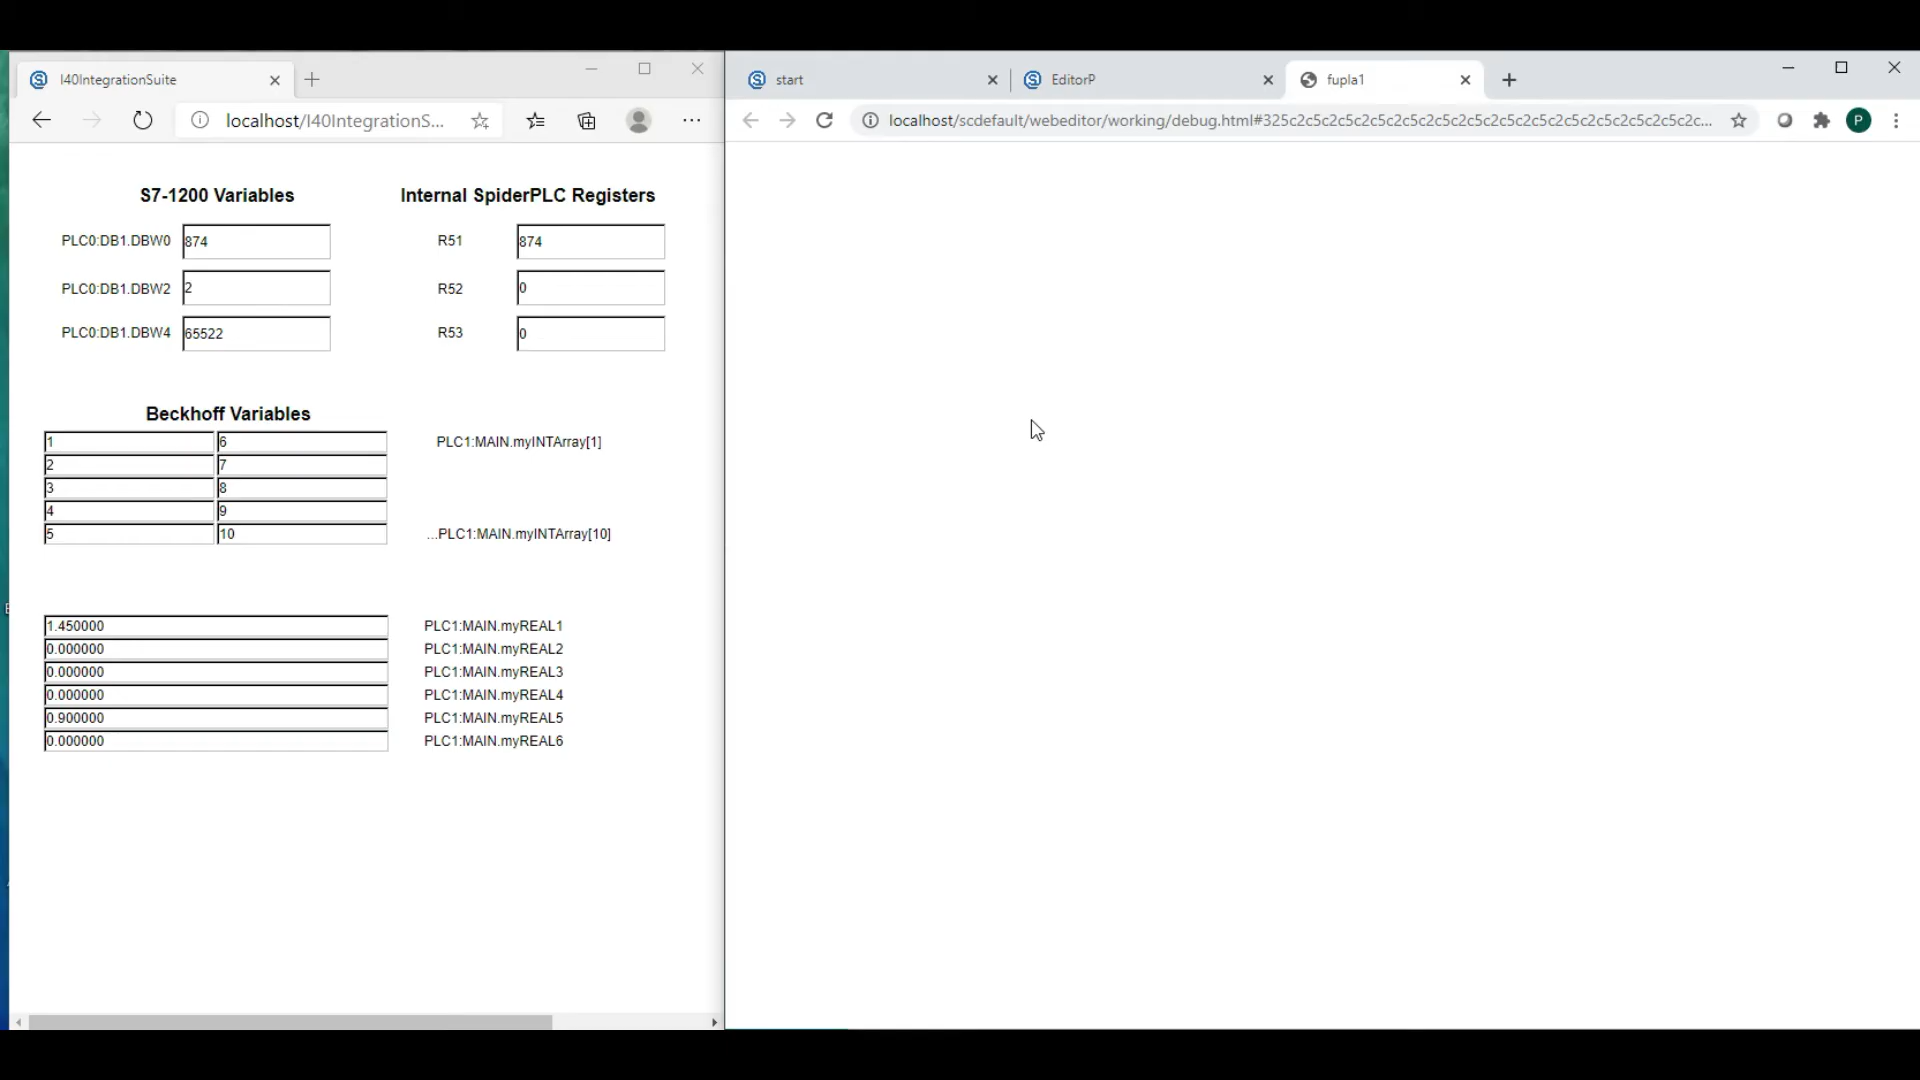 I40IntegrationSuite
localhost/I40IntegrationS...
S7-1200 Variables
Internal SpiderPLC Registers
PLC0:DB1.DBW0 874
R51 874
PLC0:DB1.DBW2 2
R52 0
PLC0:DB1.DBW4 65522
R53 0
Beckhoff Variables
1 6 PLC1:MAIN.myINTArray[1]
2 7
3 8
4 9
5 10 ...PLC1:MAIN.myINTArray[10]
1.450000 PLC1:MAIN.myREAL1
0.000000 PLC1:MAIN.myREAL2
0.000000 PLC1:MAIN.myREAL3
0.000000 PLC1:MAIN.myREAL4
0.900000 PLC1:MAIN.myREAL5
0.000000 PLC1:MAIN.myREAL6
start
EditorP
fupla1
localhost/scdefault/webeditor/working/debug.html#325c2c5c2c5c2c5c2c5c2c5c2c5c2c5c2c5c2c5c2c5c2c5c2c5c2c5c2c5c2c...
P